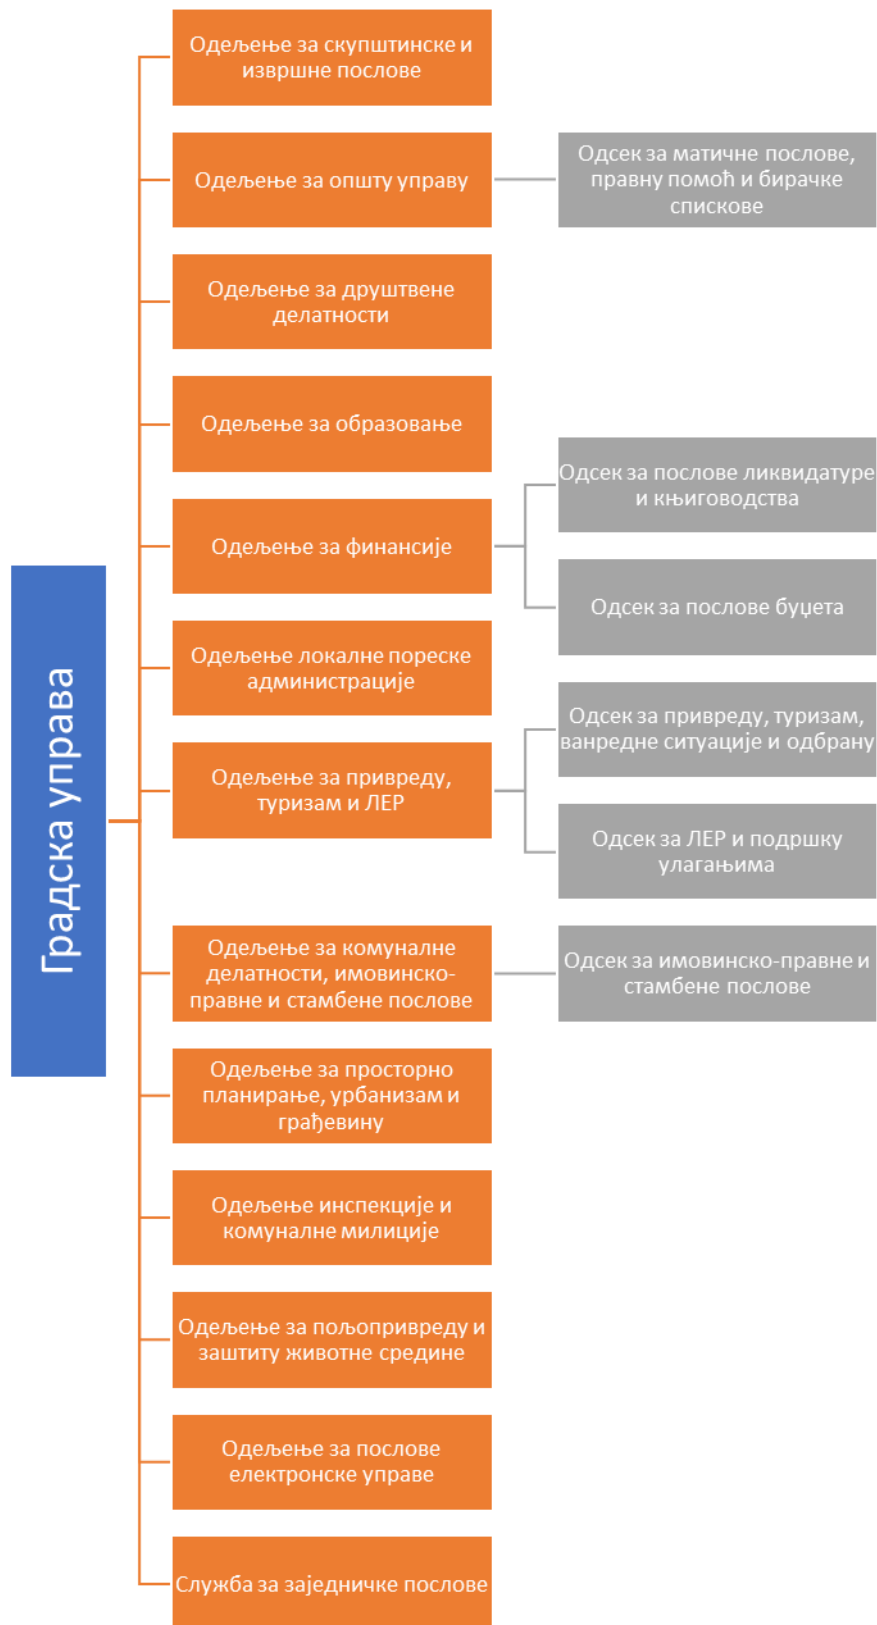 Градска управа
Одељење за скупштинске и
извршне послове
Одељење за општу управу
Одсек за матичне послове,
правну помоћ и бирачке
спискове
Одељење за друштвене
делатности
Одељење за образовање
Одељење за финансије
Одсек за послове ликвидатуре
и књиговодства
Одсек за послове буџета
Одељење локалне пореске
администрације
Одељење за привреду,
туризам и ЛЕР
Одсек за привреду, туризам,
ванредне ситуације и одбрану
Одсек за ЛЕР и подршку
улагањима
Одељење за комуналне
делатности, имовинско-
правне и стамбене послове
Одсек за имовинско-правне и
стамбене послове
Одељење за просторно
планирање, урбанизам и
грађевину
Одељење инспекције и
комуналне милиције
Одељење за пољопривреду и
заштиту животне средине
Одељење за послове
електронске управе
Служба за заједничке послове